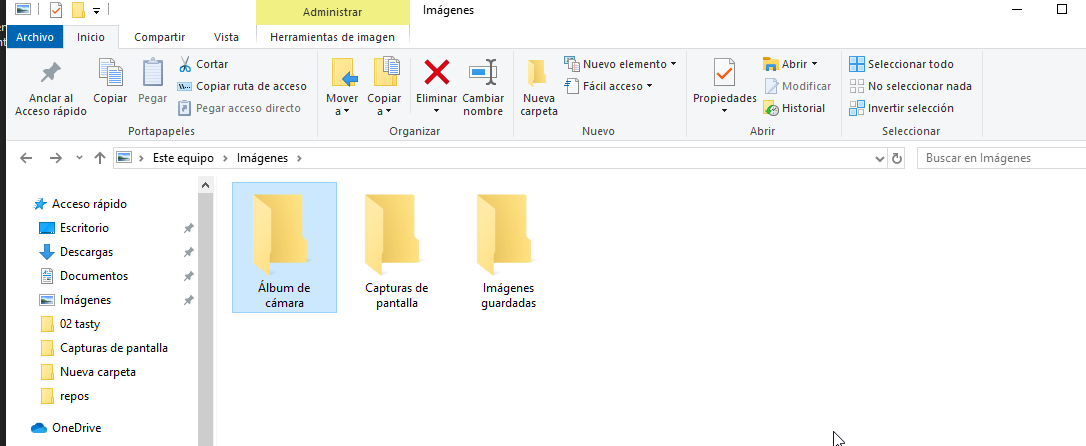 Administrar
Imágenes
Archivo
Inicio
Compartir
Vista
Herramientas de imagen
Anclar al
Acceso rápido
Copiar
Pegar
Cortar
Copiar ruta de acceso
Pegar acceso directo
Portapapeles
Mover
a
Copiar
a
Eliminar
Cambiar
nombre
Organizar
Nueva
carpeta
Nuevo elemento
Fácil acceso
Nuevo
Propiedades
Abrir
Modificar
Historial
Abrir
Seleccionar todo
No seleccionar nada
Invertir selección
Seleccionar
Este equipo
Imágenes
Buscar en Imágenes
Acceso rápido
Escritorio
Descargas
Documentos
Imágenes
02 tasty
Capturas de pantalla
Nueva carpeta
repos
OneDrive
Álbum de
cámara
Capturas de
pantalla
Imágenes
guardadas